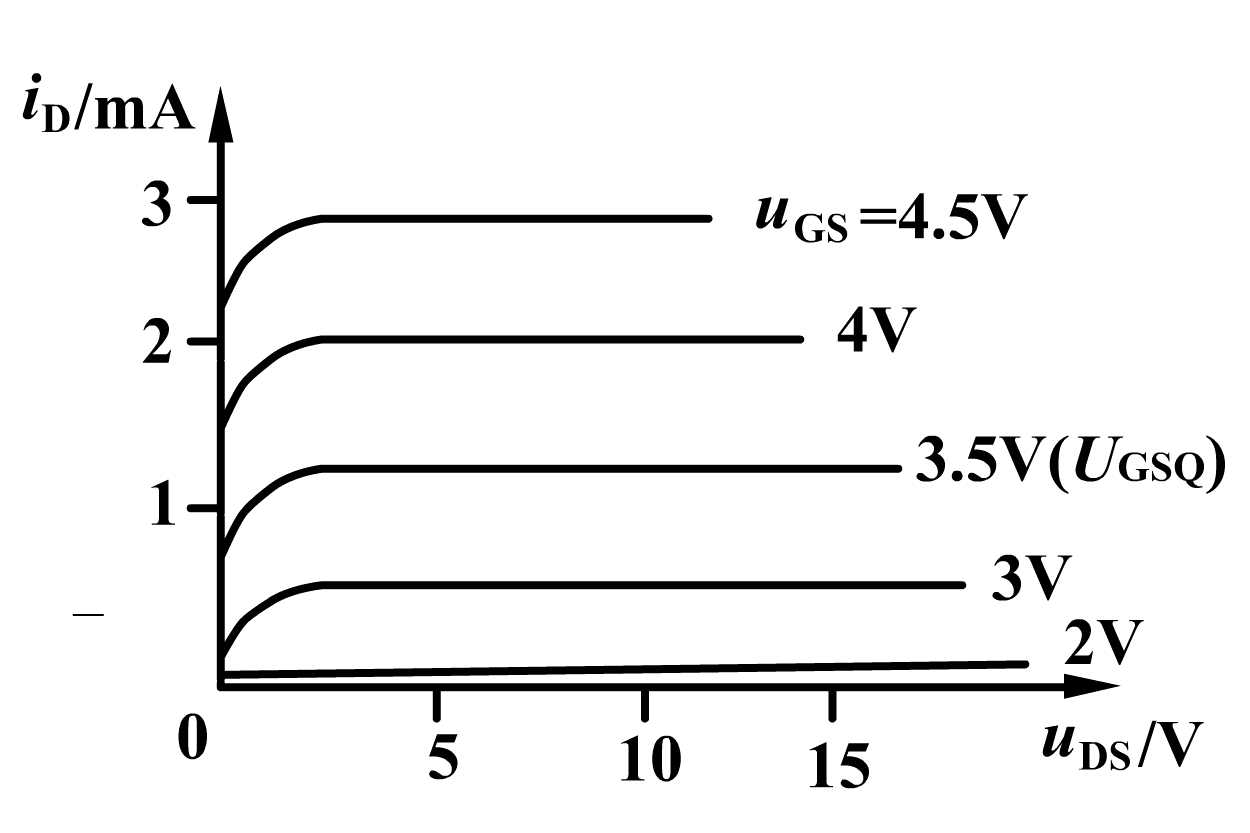 iD/mA
3
uGS=4.5V
2
4V
3.5V(UGSQ)
1
3V
2V
0
5
10
15
uDS/V